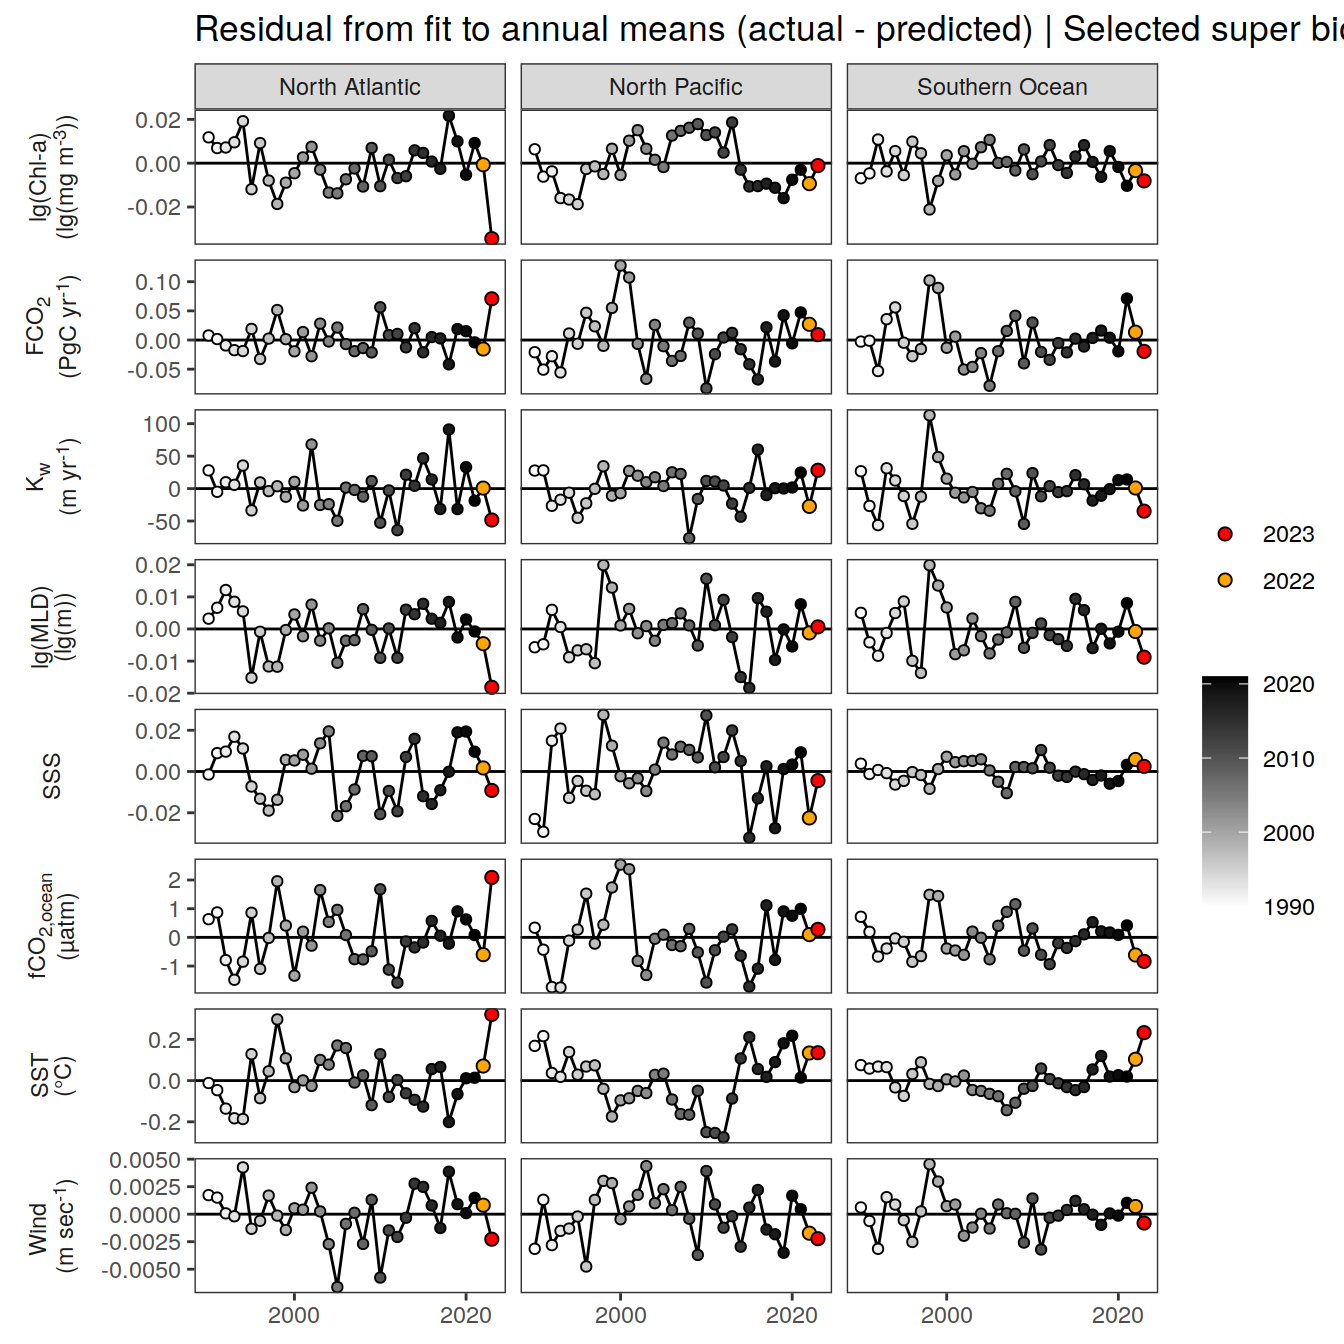 Residual from fit to annual means (actual - predicted) | Selected super
North Atlantic
North Pacific
Southern Ocean
lg(Chl-a)
(lg(mg m⁻³))
0.02
0.00
-0.02
FCO₂
(PgC yr⁻¹)
0.10
0.05
0.00
-0.05
Kw
(m yr⁻¹)
100
50
0
-50
lg(MLD)
(lg(m))
0.02
0.01
0.00
-0.01
-0.02
SSS
0.02
0.00
-0.02
fCO₂,ocean
(µatm)
2
1
0
-1
SST
(°C)
0.2
0.0
-0.2
Wind
(m sec⁻¹)
0.0050
0.0025
0.0000
-0.0025
-0.0050
2000
2020
2000
2020
2000
2020
2023
2022
2020
2010
2000
1990